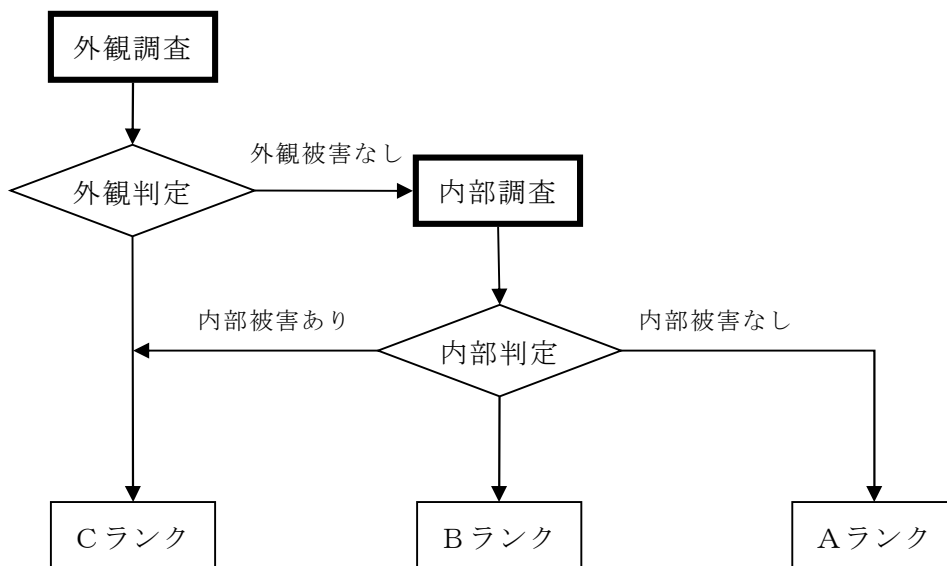 外観調査
外観被害なし
外観判定
内部調査
内部被害あり
内部被害なし
内部判定
Ｃランク
Ｂランク
Ａランク